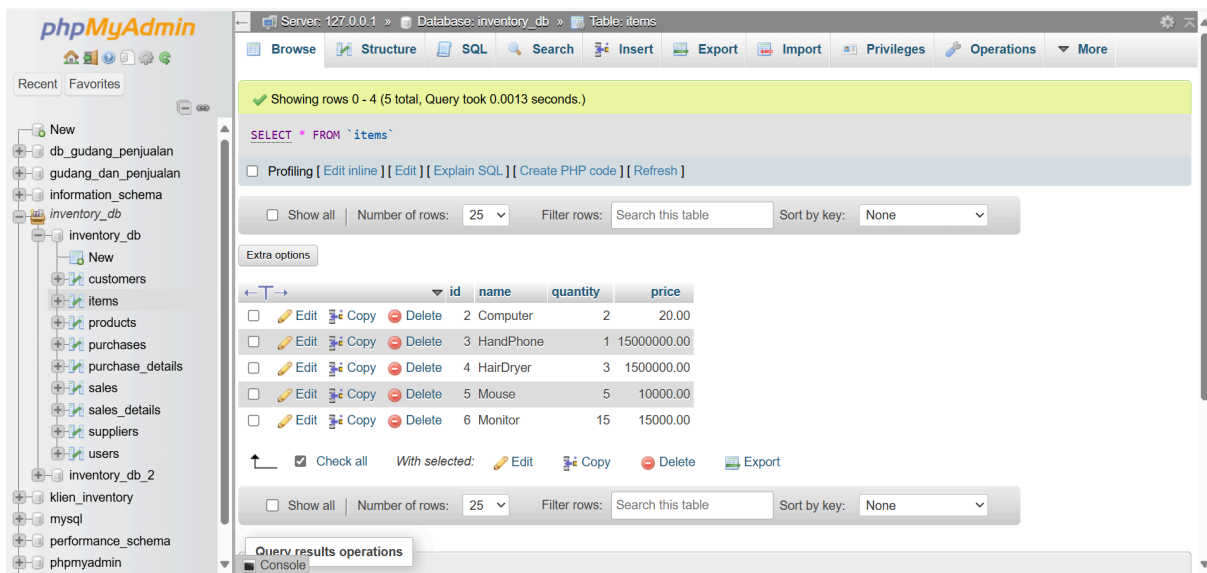 phpMyAdmin
Recent Favorites
New
db_gudang_penjualan
gudang_dan_penjualan
information_schema
inventory_db
inventory_db
New
customers
items
products
purchases
purchase_details
sales
sales_details
suppliers
users
inventory_db_2
klien_inventory
mysql
performance_schema
phpmyadmin
Server: 127.0.0.1 » Database: inventory_db » Table: items
Browse Structure SQL Search Insert Export Import Privileges Operations More
Showing rows 0 - 4 (5 total, Query took 0.0013 seconds.)
SELECT * FROM `items`
Profiling [ Edit inline ] [ Edit ] [ Explain SQL ] [ Create PHP code ] [ Refresh ]
Show all | Number of rows: 25 Filter rows: Search this table Sort by key: None
Extra options
←T→ id name quantity price
Edit Copy Delete 2 Computer 2 20.00
Edit Copy Delete 3 HandPhone 1 15000000.00
Edit Copy Delete 4 HairDryer 3 1500000.00
Edit Copy Delete 5 Mouse 5 10000.00
Edit Copy Delete 6 Monitor 15 15000.00
Check all With selected: Edit Copy Delete Export
Show all | Number of rows: 25 Filter rows: Search this table Sort by key: None
Query results operations
Console